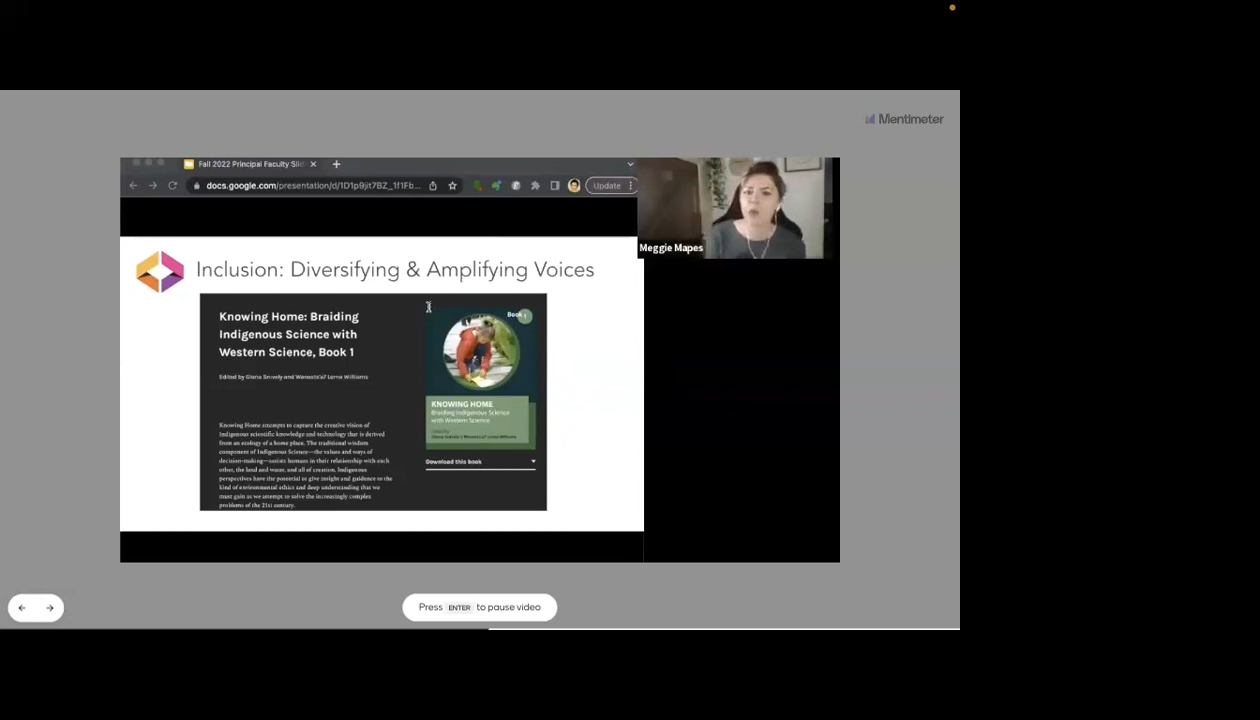 Mentimeter
Fall 2022 Principal Faculty Slid
docs.google.com/presentation/d/1D1p9jit7BZ_1f1Fb...
Update
Meggie Mapes
Inclusion: Diversifying & Amplifying Voices
Knowing Home: Braiding
Indigenous Science with
Western Science, Book 1
Edited by Gloria Snively and Wanosts'a7 Lorna Williams
Knowing Home attempts to capture the creative vision of
Indigenous scientific knowledge and technology that is derived
from an ecology of a home place. The traditional wisdom
component of Indigenous Science—the values and ways of
decision-making—assists humans in their relationship with each
other, the land and water, and all of creation. Indigenous
perspectives have the potential to give insight and guidance to the
kind of environmental ethics and deep understanding that we
must gain as we attempt to solve the increasingly complex
problems of the 21st century.
Book 1
KNOWING HOME
Braiding Indigenous Science
with Western Science
Download this book
Press ENTER to pause video